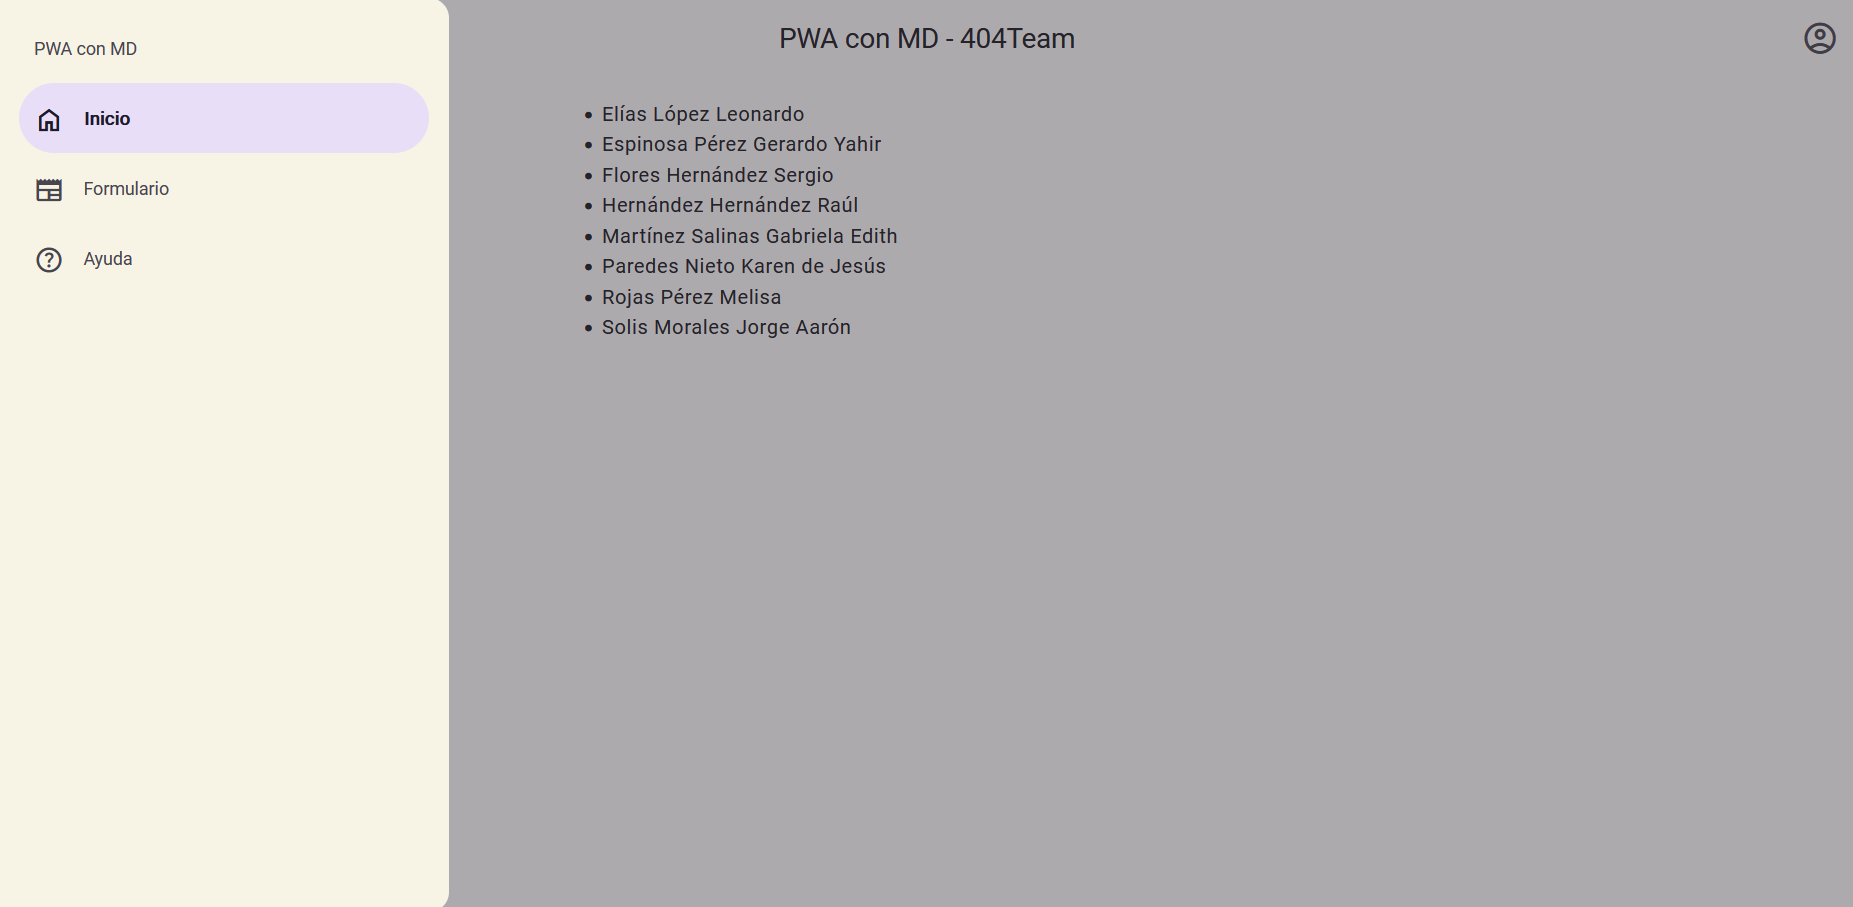 PWA con MD
Inicio
Formulario
Ayuda
PWA con MD - 404Team
• Elías López Leonardo
• Espinosa Pérez Gerardo Yahir
• Flores Hernández Sergio
• Hernández Hernández Raúl
• Martínez Salinas Gabriela Edith
• Paredes Nieto Karen de Jesús
• Rojas Pérez Melisa
• Solis Morales Jorge Aarón